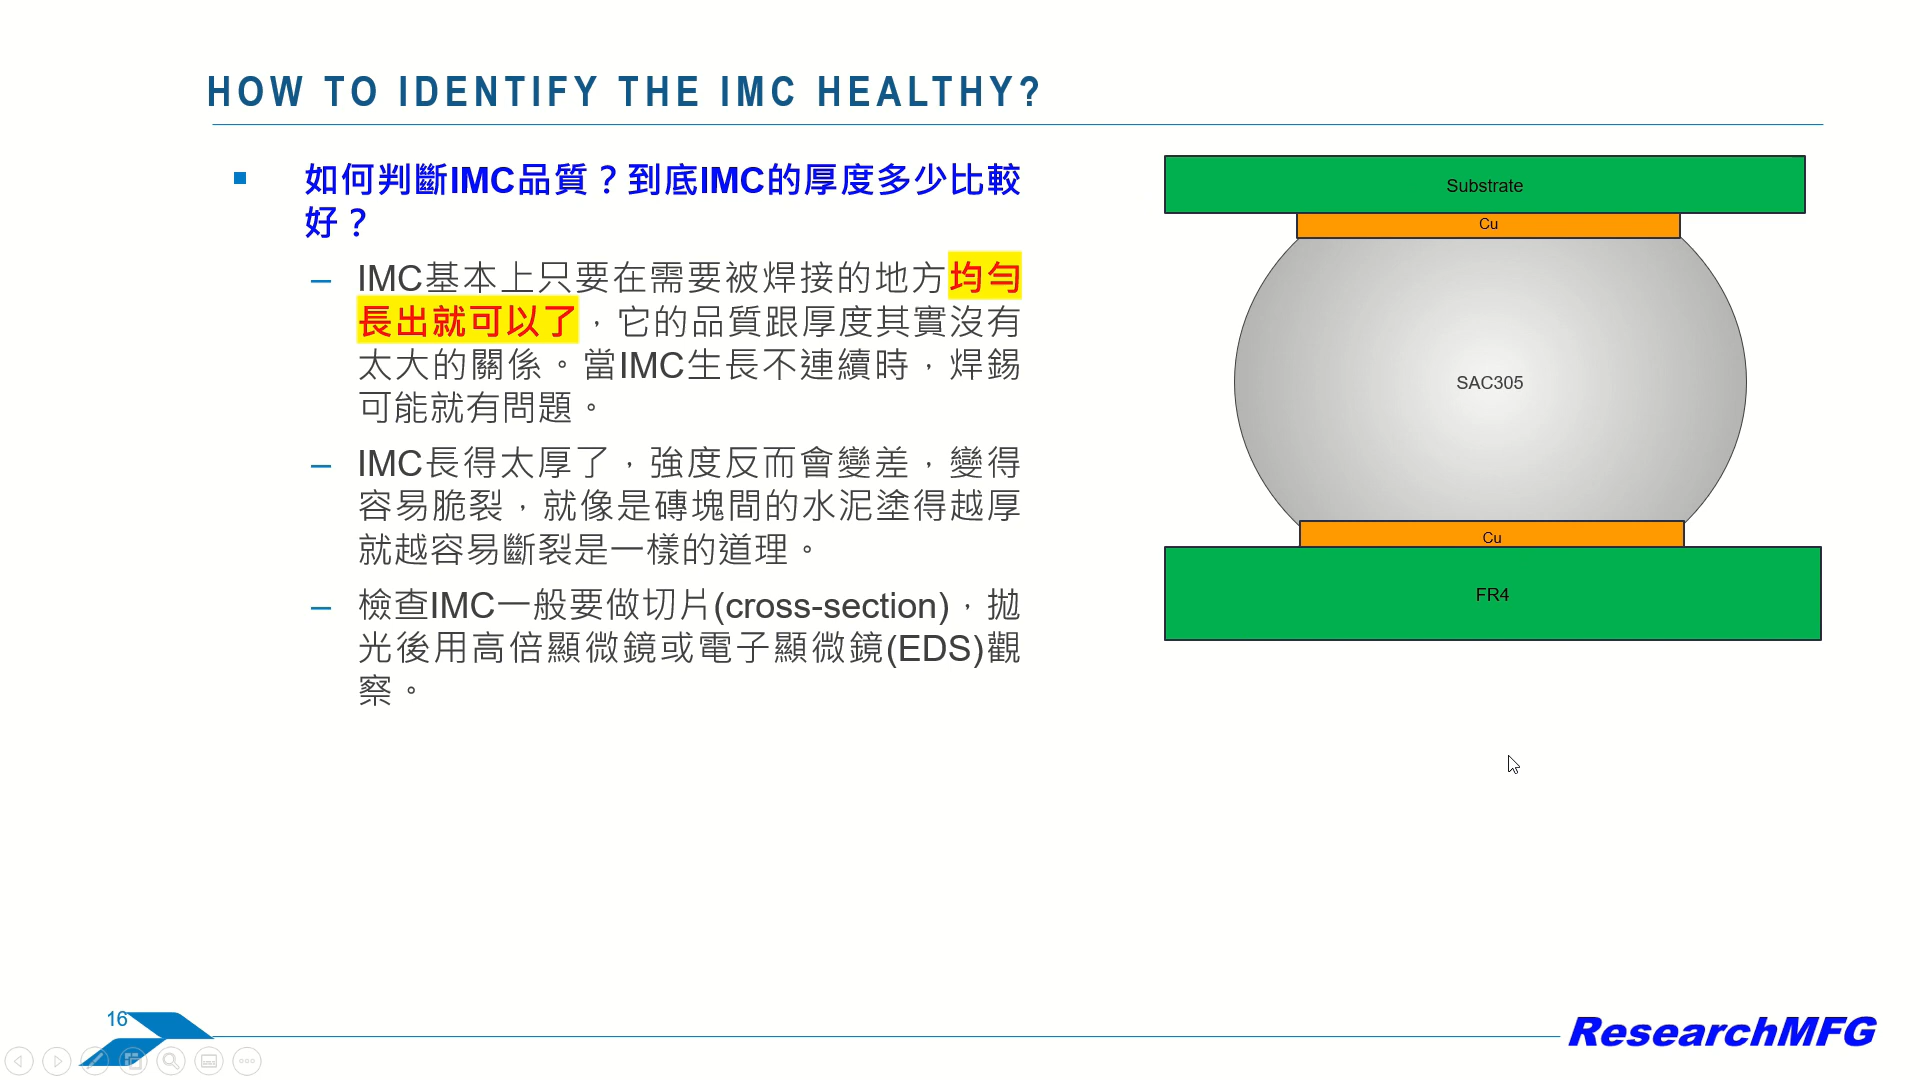 HOW TO IDENTIFY THE IMC HEALTHY?
如何判斷IMC品質？到底IMC的厚度多少比較
好？
– IMC基本上只要在需要被焊接的地方均勻
長出就可以了，它的品質跟厚度其實沒有
太大的關係。當IMC生長不連續時，焊錫
可能就有問題。
– IMC長得太厚了，強度反而會變差，變得
容易脆裂，就像是磚塊間的水泥塗得越厚
就越容易斷裂是一樣的道理。
– 檢查IMC一般要做切片(cross-section)，拋
光後用高倍顯微鏡或電子顯微鏡(EDS)觀
察。
Substrate
Cu
SAC305
Cu
FR4
16
ResearchMFG